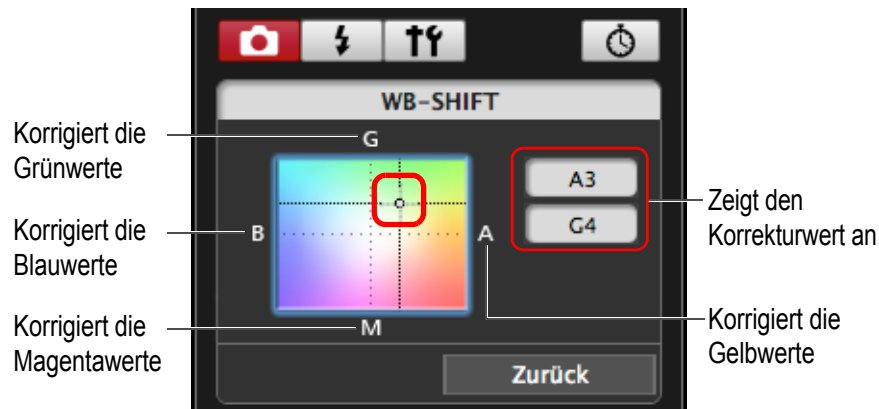 WB-SHIFT
Korrigiert die
Grünwerte
G
A3
G4
Zeigt den
Korrekturwert an
Korrigiert die
Blauwerte
B
A
Korrigiert die
Magentawerte
M
Korrigiert die
Gelbwerte
Zurück